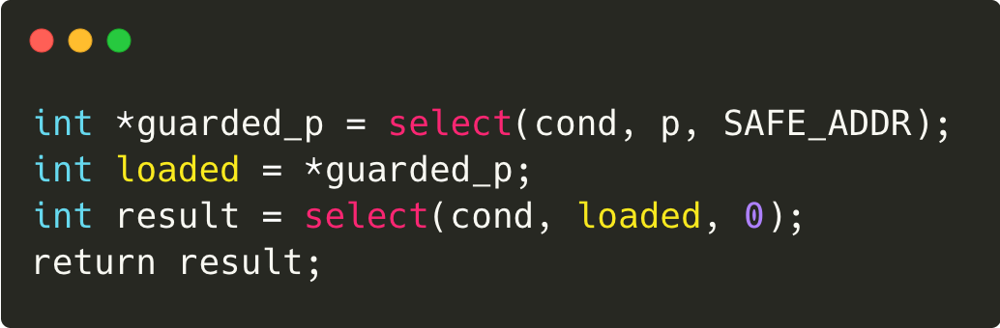 int *guarded_p = select(cond, p, SAFE_ADDR);
int loaded = *guarded_p;
int result = select(cond, loaded, 0);
return result;